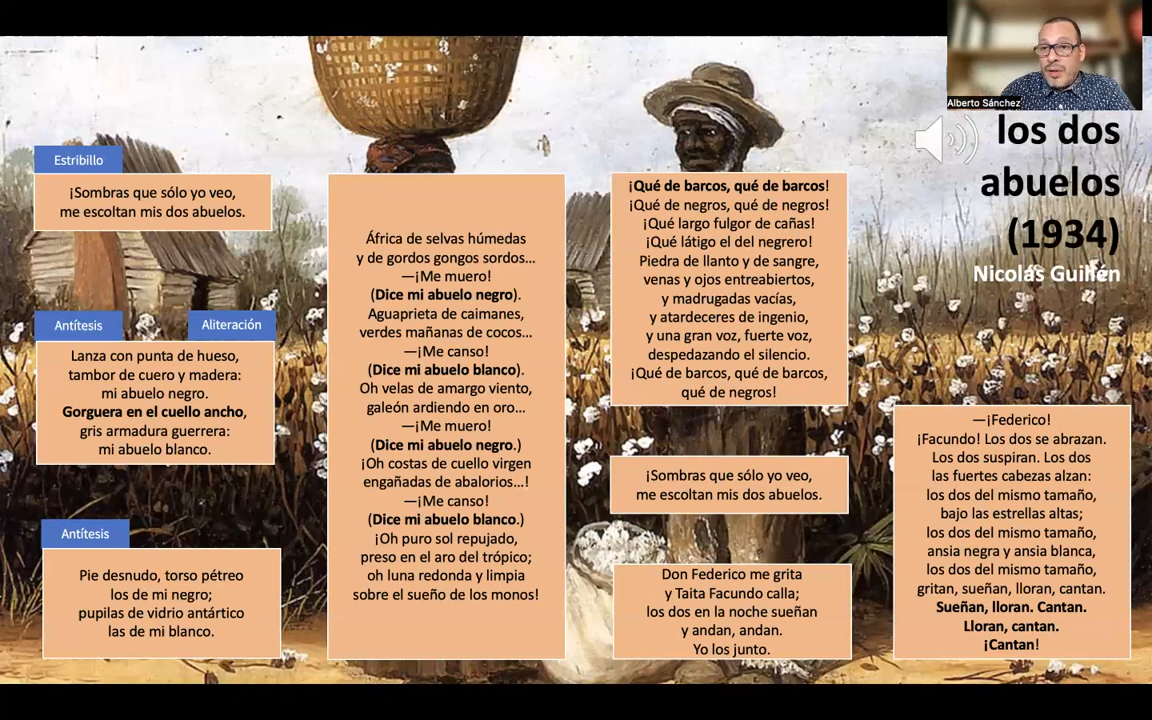 Alberto Sánchez
los dos
abuelos
(1934)
Nicolás Guillén
Estribillo
¡Sombras que sólo yo veo,
me escoltan mis dos abuelos.
Antítesis
Aliteración
Lanza con punta de hueso,
tambor de cuero y madera:
mi abuelo negro.
Gorguera en el cuello ancho,
gris armadura guerrera:
mi abuelo blanco.
Antítesis
Pie desnudo, torso pétreo
los de mi negro;
pupilas de vidrio antártico
las de mi blanco.
África de selvas húmedas
y de gordos gongos sordos...
—¡Me muero!
(Dice mi abuelo negro).
Aguaprieta de caimanes,
verdes mañanas de cocos...
—¡Me canso!
(Dice mi abuelo blanco).
Oh velas de amargo viento,
galeón ardiendo en oro...
—¡Me muero!
(Dice mi abuelo negro.)
¡Oh costas de cuello virgen
engañadas de abalorios...!
—¡Me canso!
(Dice mi abuelo blanco.)
¡Oh puro sol repujado,
preso en el aro del trópico;
oh luna redonda y limpia
sobre el sueño de los monos!
¡Qué de barcos, qué de barcos!
¡Qué de negros, qué de negros!
¡Qué largo fulgor de cañas!
¡Qué látigo el del negrero!
Piedra de llanto y de sangre,
venas y ojos entreabiertos,
y madrugadas vacías,
y atardeceres de ingenio,
y una gran voz, fuerte voz,
despedazando el silencio.
¡Qué de barcos, qué de barcos,
qué de negros!
¡Sombras que sólo yo veo,
me escoltan mis dos abuelos.
Don Federico me grita
y Taita Facundo calla;
los dos en la noche sueñan
y andan, andan.
Yo los junto.
—¡Federico!
¡Facundo! Los dos se abrazan.
Los dos suspiran. Los dos
las fuertes cabezas alzan:
los dos del mismo tamaño,
bajo las estrellas altas;
los dos del mismo tamaño,
ansia negra y ansia blanca,
los dos del mismo tamaño,
gritan, sueñan, lloran, cantan.
Sueñan, lloran. Cantan.
Lloran, cantan.
¡Cantan!